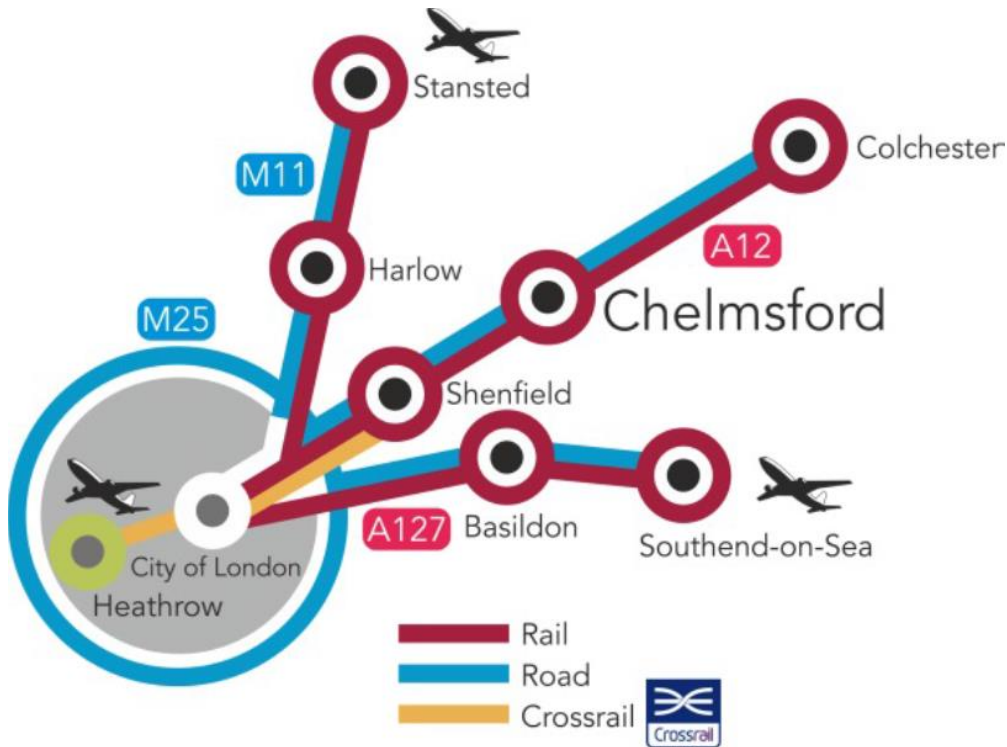 Stansted
Colchester
M11
A12
Harlow
Chelmsford
M25
Shenfield
A127
Basildon
Southend-on-Sea
City of London
Heathrow
Rail
Road
Crossrail
Crossrail